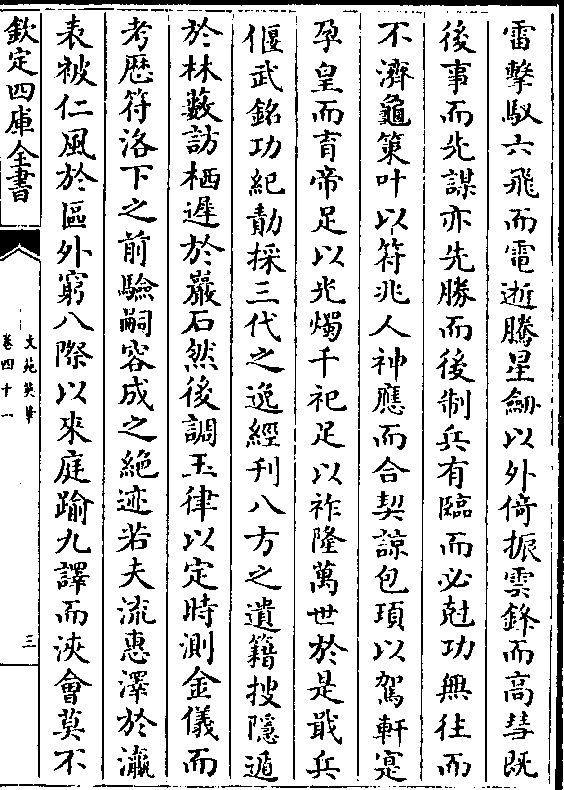 雷擊馭六飛而電逝騰星劒以外倚振雲鋒而高彗既
後事而先謀亦先勝而後制兵有臨而必尅功無往而
不濟龜筴叶以符兆人神應而合契諒包項以駕軒寔
孕皇而育帝足以光燭千祀足以祚隆萬世於是戢兵
偃武銘功紀勣採三代之逸經刊八方之遺籍搜隱遁
於林藪訪栖遲於巖石然後調玉律以定時測金儀而
考歴符洛下之前驗嗣容成之絶迹若夫流惠澤於瀛
表被仁風於區外窮八際以來庭踰九譯而浹會莫不
欽定四庫全書
文苑英華
卷四十一
三